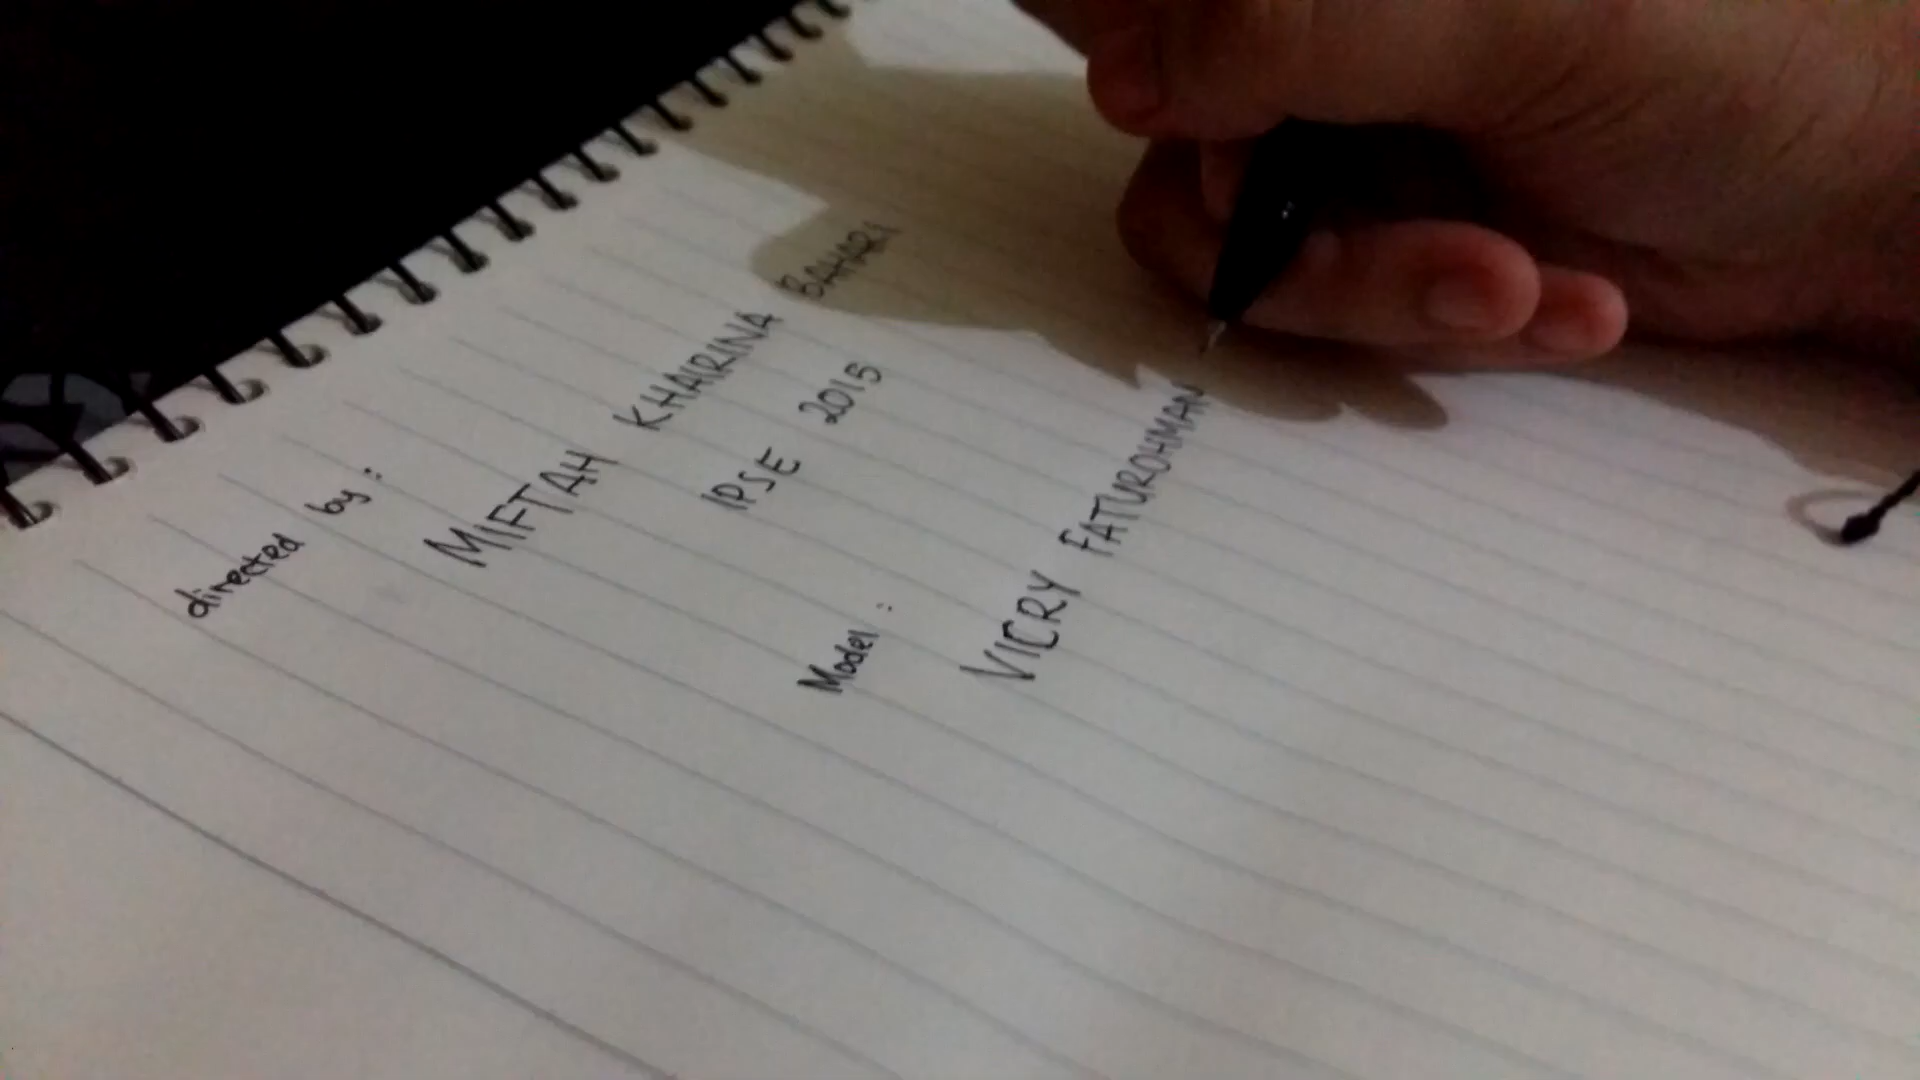 directed by :
MIFTAH KHAIRINA BAHARI
IPSE 2015
Model :
VICRY FATUROHMAN